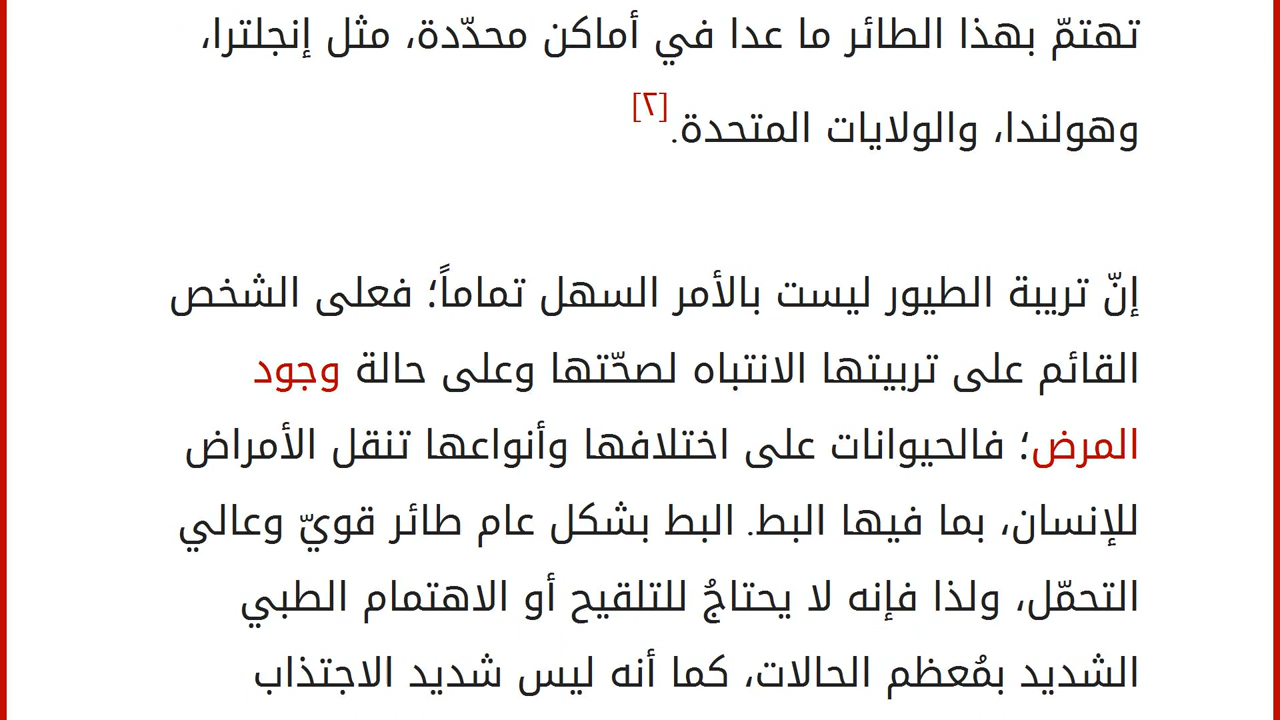 تهتمّ بهذا الطائر ما عدا في أماكن محدّدة، مثل إنجلترا،
وهولندا، والولايات المتحدة.[٢]
إنّ تريبة الطيور ليست بالأمر السهل تماماً؛ فعلى الشخص
القائم على تربيتها الانتباه لصحّتها وعلى حالة وجود
المرض؛ فالحيوانات على اختلافها وأنواعها تنقل الأمراض
للإنسان، بما فيها البط. البط بشكل عام طائر قويّ وعالي
التحمّل، ولذا فإنه لا يحتاجُ للتلقيح أو الاهتمام الطبي
الشديد بمُعظم الحالات، كما أنه ليس شديد الاجتذاب